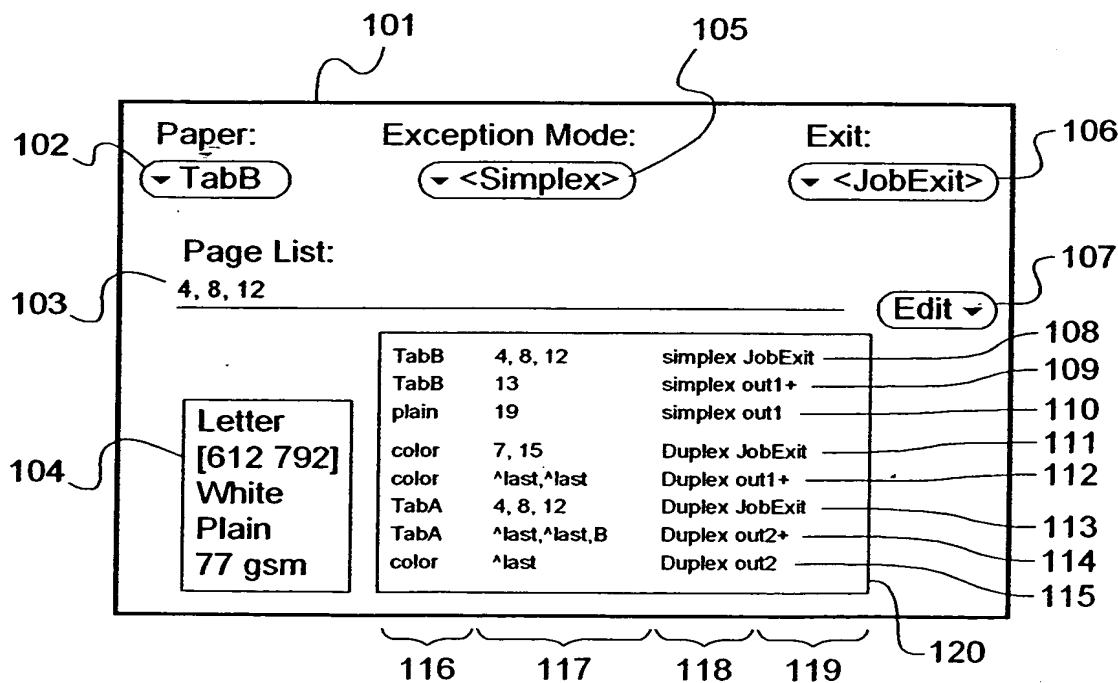 101
105
Paper: Exception Mode: Exit:
102 TabB <Simplex> <JobExit> 106
Page List:
103 4, 8, 12 107
Edit
TabB 4, 8, 12 simplex JobExit 108
TabB 13 simplex out1+ 109
plain 19 simplex out1 110
color 7, 15 Duplex JobExit 111
color ^last,^last Duplex out1+ 112
TabA 4, 8, 12 Duplex JobExit 113
TabA ^last,^last,B Duplex out2+ 114
color ^last Duplex out2 115
104
Letter
[612 792]
White
Plain
77 gsm
116 117 118 119 120